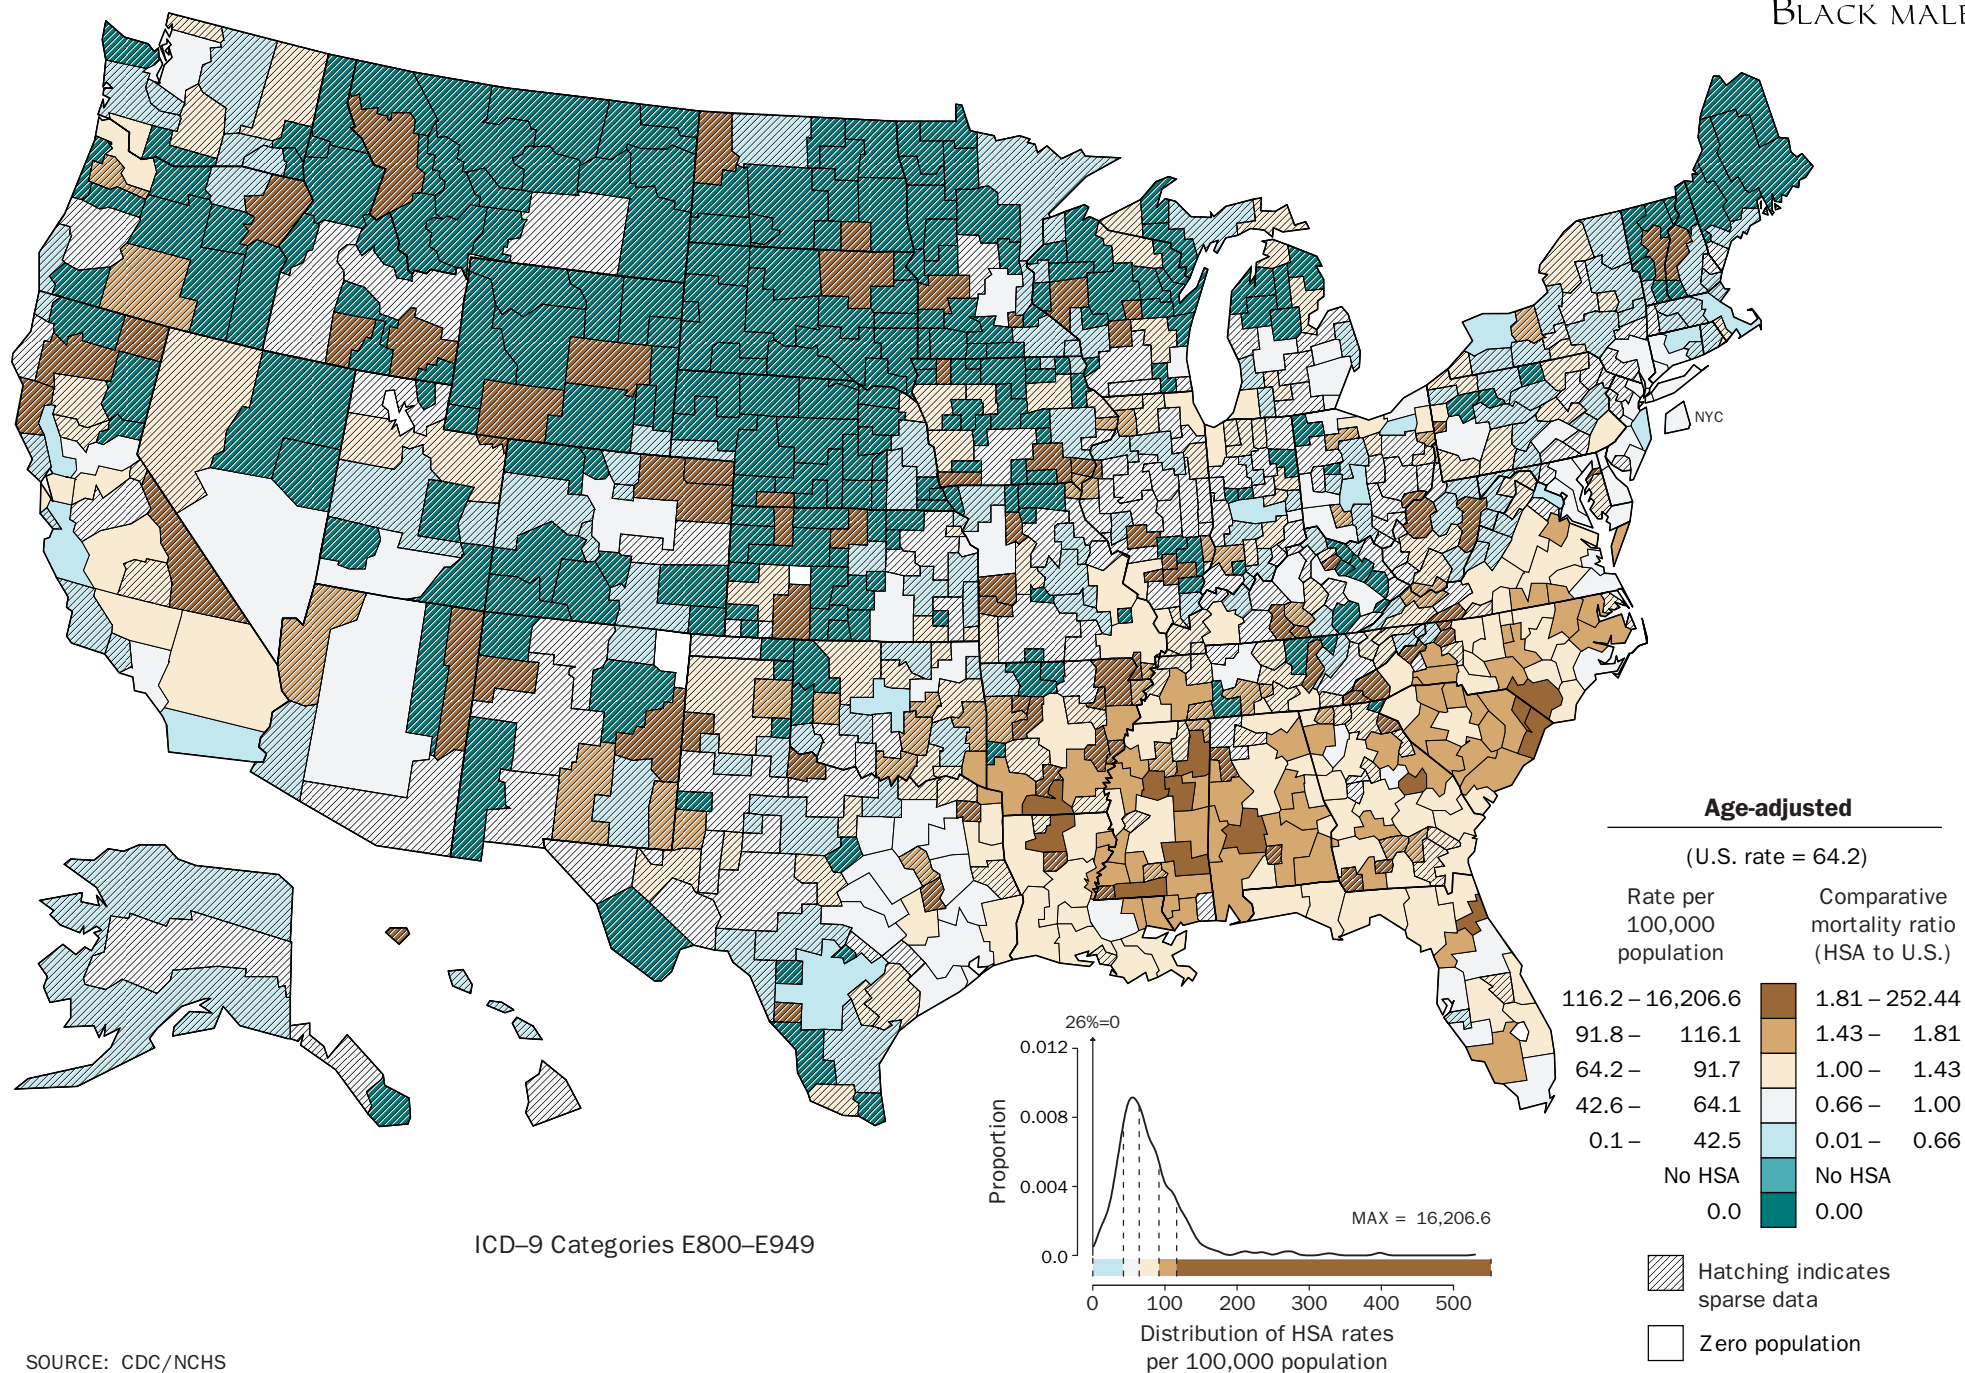 BLACK MALE
NYC
Age-adjusted
(U.S. rate = 64.2)
Rate per 100,000 population
Comparative mortality ratio (HSA to U.S.)
116.2 – 16,206.6 1.81 – 252.44
91.8 – 116.1 1.43 – 1.81
64.2 – 91.7 1.00 – 1.43
42.6 – 64.1 0.66 – 1.00
0.1 – 42.5 0.01 – 0.66
No HSA No HSA
0.0 0.00
Hatching indicates
sparse data
Zero population
26%=0
0.012
0.008
0.004
0.0
Proportion
MAX = 16,206.6
0 100 200 300 400 500
Distribution of HSA rates
per 100,000 population
ICD–9 Categories E800–E949
SOURCE: CDC/NCHS